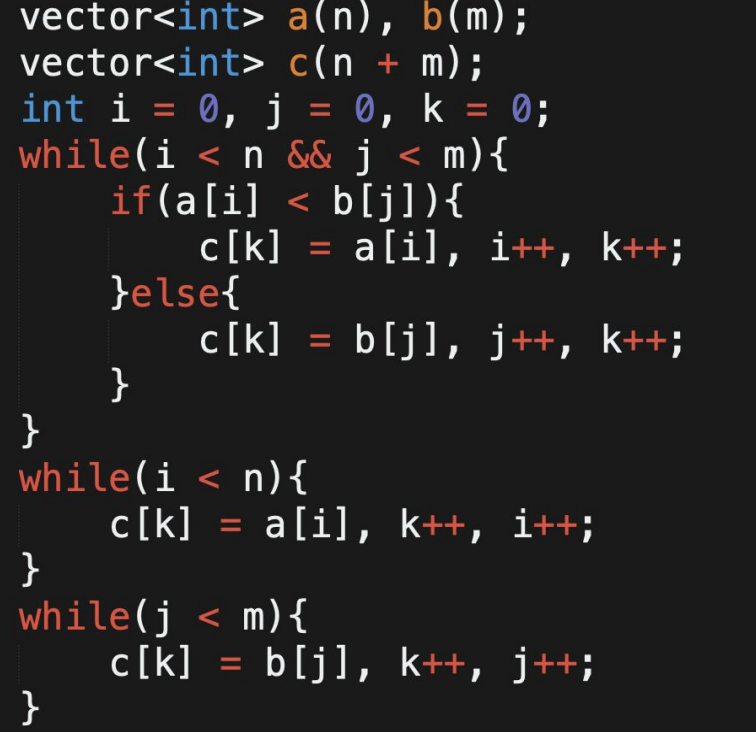 vector<int> a(n), b(m);
vector<int> c(n + m);
int i = 0, j = 0, k = 0;
while(i < n && j < m){
    if(a[i] < b[j]){
        c[k] = a[i], i++, k++;
    }else{
        c[k] = b[j], j++, k++;
    }
}
while(i < n){
    c[k] = a[i], k++, i++;
}
while(j < m){
    c[k] = b[j], k++, j++;
}